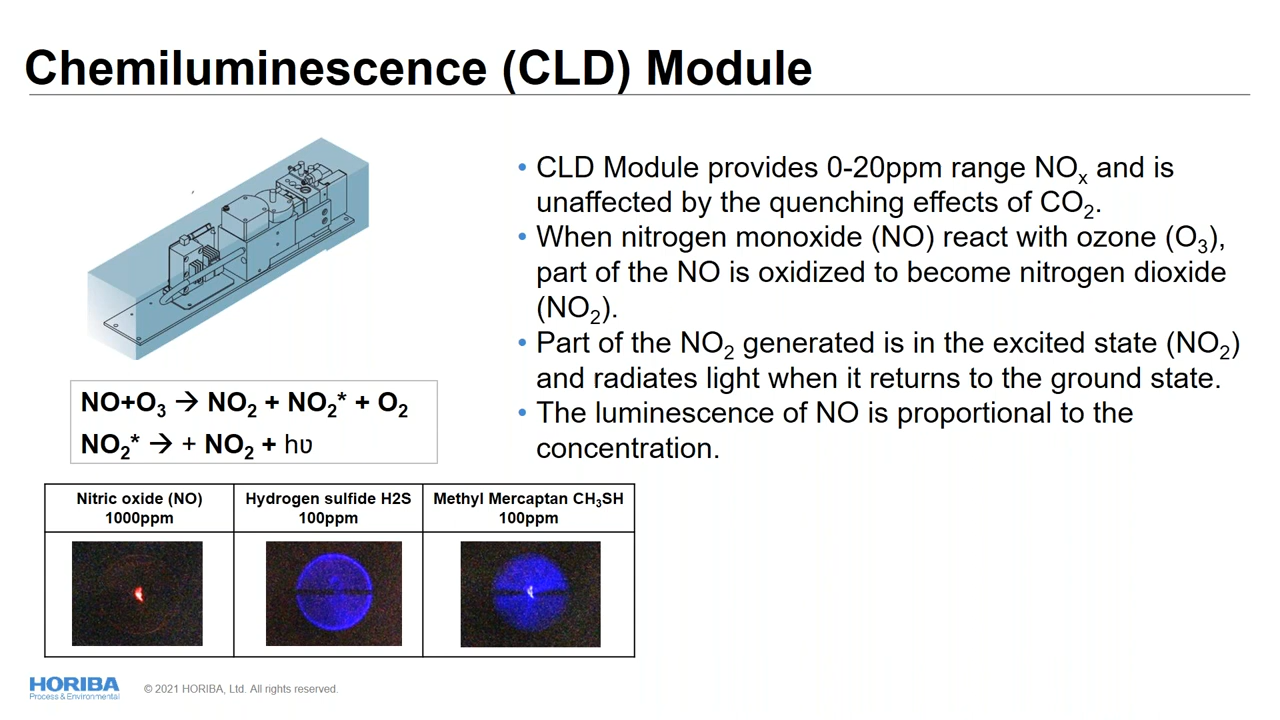 Chemiluminescence (CLD) Module
• CLD Module provides 0-20ppm range NOx and is
unaffected by the quenching effects of CO2.
• When nitrogen monoxide (NO) react with ozone (O3),
part of the NO is oxidized to become nitrogen dioxide
(NO2).
• Part of the NO2 generated is in the excited state (NO2)
and radiates light when it returns to the ground state.
• The luminescence of NO is proportional to the
concentration.
NO+O3 → NO2 + NO2* + O2
NO2* → + NO2 + hυ
Nitric oxide (NO)
1000ppm
Hydrogen sulfide H2S
100ppm
Methyl Mercaptan CH3SH
100ppm
HORIBA
Process & Environmental
© 2021 HORIBA, Ltd. All rights reserved.